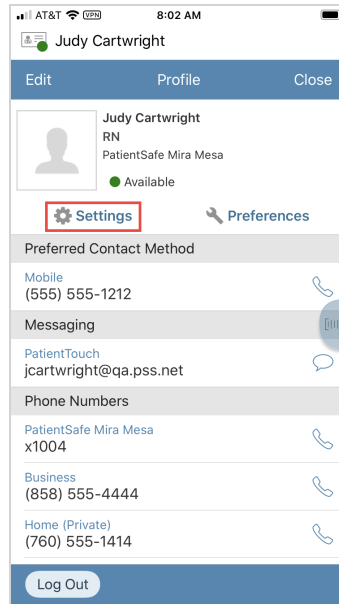 AT&T VPN 8:02 AM
Judy Cartwright
Edit Profile Close
Judy Cartwright
RN
PatientSafe Mira Mesa
Available
Settings Preferences
Preferred Contact Method
Mobile
(555) 555-1212
Messaging
PatientTouch
jcartwright@qa.pss.net
Phone Numbers
PatientSafe Mira Mesa
x1004
Business
(858) 555-4444
Home (Private)
(760) 555-1414
Log Out